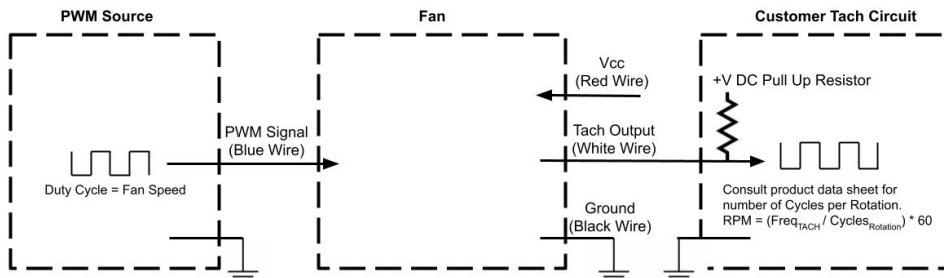 PWM Source
Fan
Customer Tach Circuit
Vcc
(Red Wire)
+V DC Pull Up Resistor
PWM Signal
(Blue Wire)
Tach Output
(White Wire)
Duty Cycle = Fan Speed
Consult product data sheet for
number of Cycles per Rotation.
RPM = (Freq_TACH / Cycles_Rotation) * 60
Ground
(Black Wire)